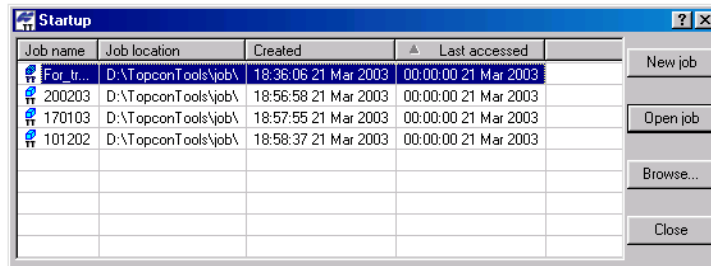 Startup
Job name Job location Created Last accessed
For_tr... D:\TopconTools\job\ 18:36:06 21 Mar 2003 00:00:00 21 Mar 2003
200203 D:\TopconTools\job\ 18:56:58 21 Mar 2003 00:00:00 21 Mar 2003
170103 D:\TopconTools\job\ 18:57:55 21 Mar 2003 00:00:00 21 Mar 2003
101202 D:\TopconTools\job\ 18:58:37 21 Mar 2003 00:00:00 21 Mar 2003
New job
Open job
Browse...
Close